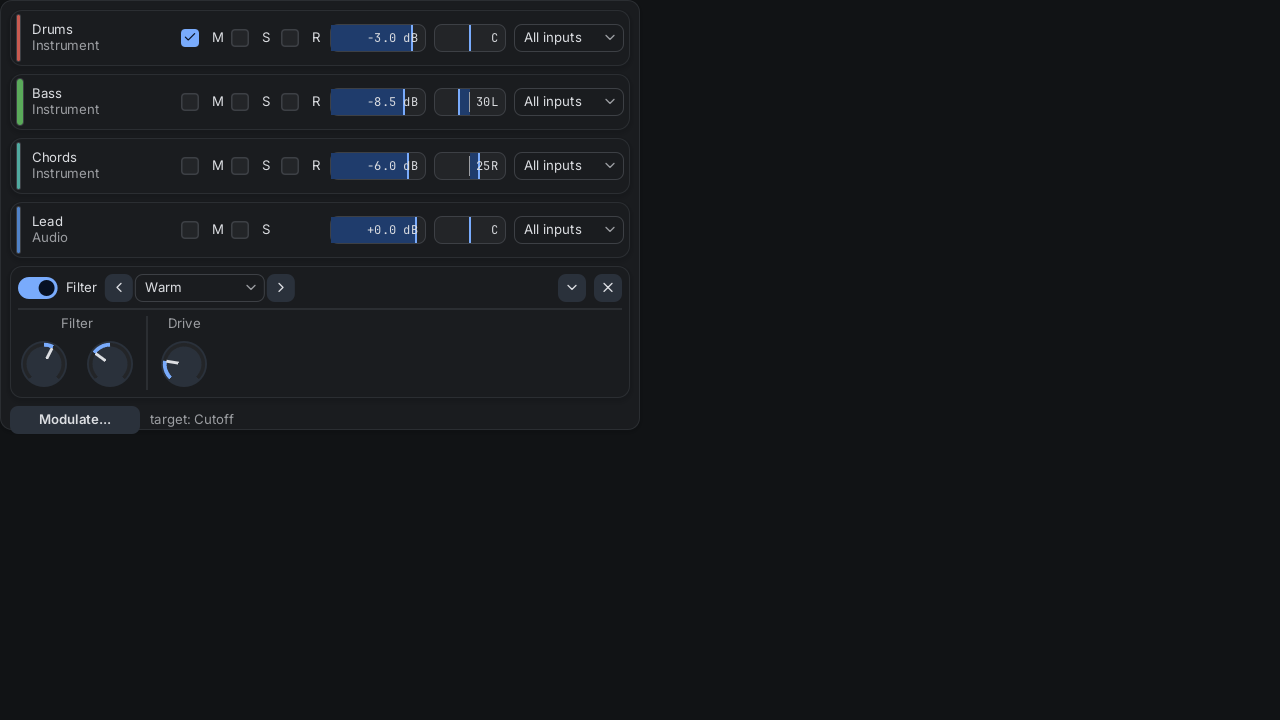 Drums
Instrument
M S R -3.0 dB C All inputs
Bass
Instrument
M S R -8.5 dB 30L All inputs
Chords
Instrument
M S R -6.0 dB 25R All inputs
Lead
Audio
M S +0.0 dB C All inputs
Filter Warm
Filter Drive
Modulate... target: Cutoff